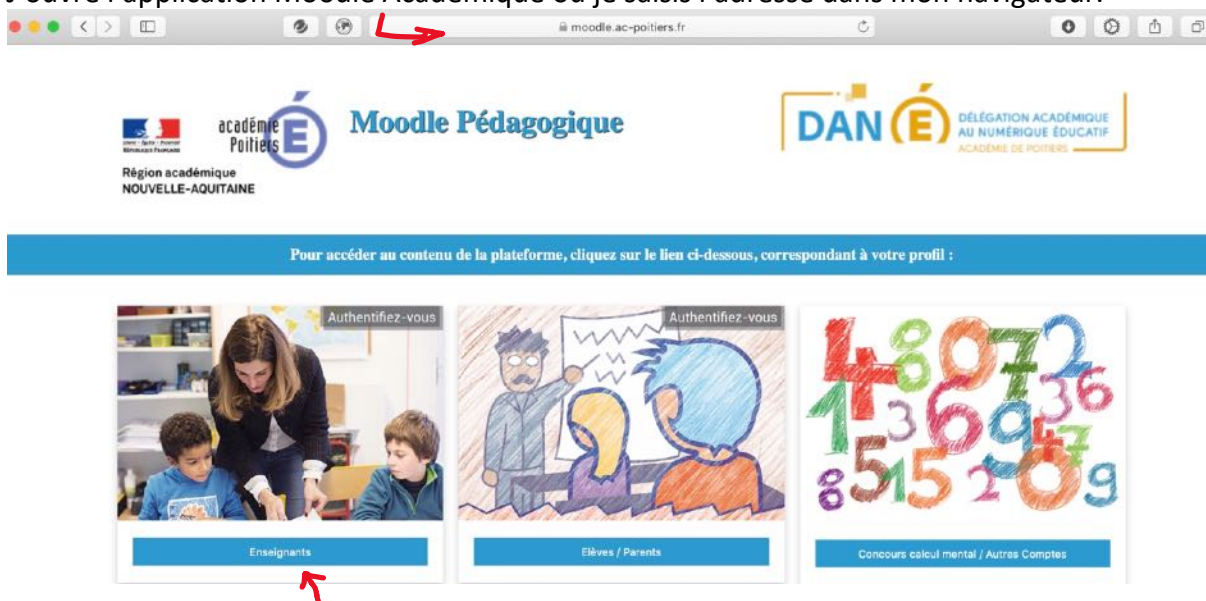 J'ouvre l'application Moodle Académique ou je saisis l'adresse dans mon navigateur.
moodle.ac-poitiers.fr
académie
Poitiers
É
Région académique
NOUVELLE-AQUITAINE
Moodle Pédagogique
DAN É
DÉLÉGATION ACADÉMIQUE
AU NUMÉRIQUE ÉDUCATIF
ACADÉMIE DE POITIERS
Pour accéder au contenu de la plateforme, cliquez sur le lien ci-dessous, correspondant à votre profil :
Authentifiez-vous
Authentifiez-vous
Enseignants
Elèves / Parents
Concours calcul mental / Autres Comptes